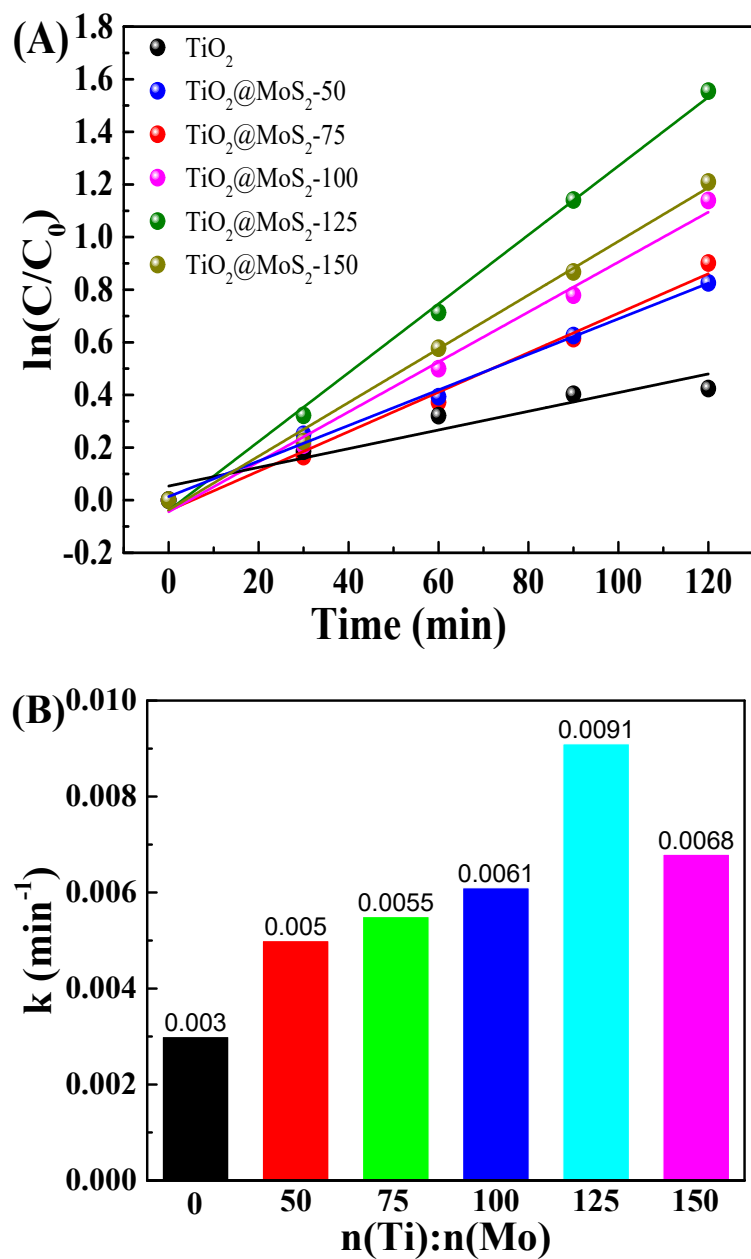 (A)
1.8
1.6
1.4
1.2
1.0
0.8
0.6
0.4
0.2
0.0
-0.2
ln(C/C₀)
TiO₂
TiO₂@MoS₂-50
TiO₂@MoS₂-75
TiO₂@MoS₂-100
TiO₂@MoS₂-125
TiO₂@MoS₂-150
0 20 40 60 80 100 120
Time (min)
(B)
0.010
0.008
0.006
0.004
0.002
0.000
k (min⁻¹)
0.003
0.005
0.0055
0.0061
0.0091
0.0068
0 50 75 100 125 150
n(Ti):n(Mo)